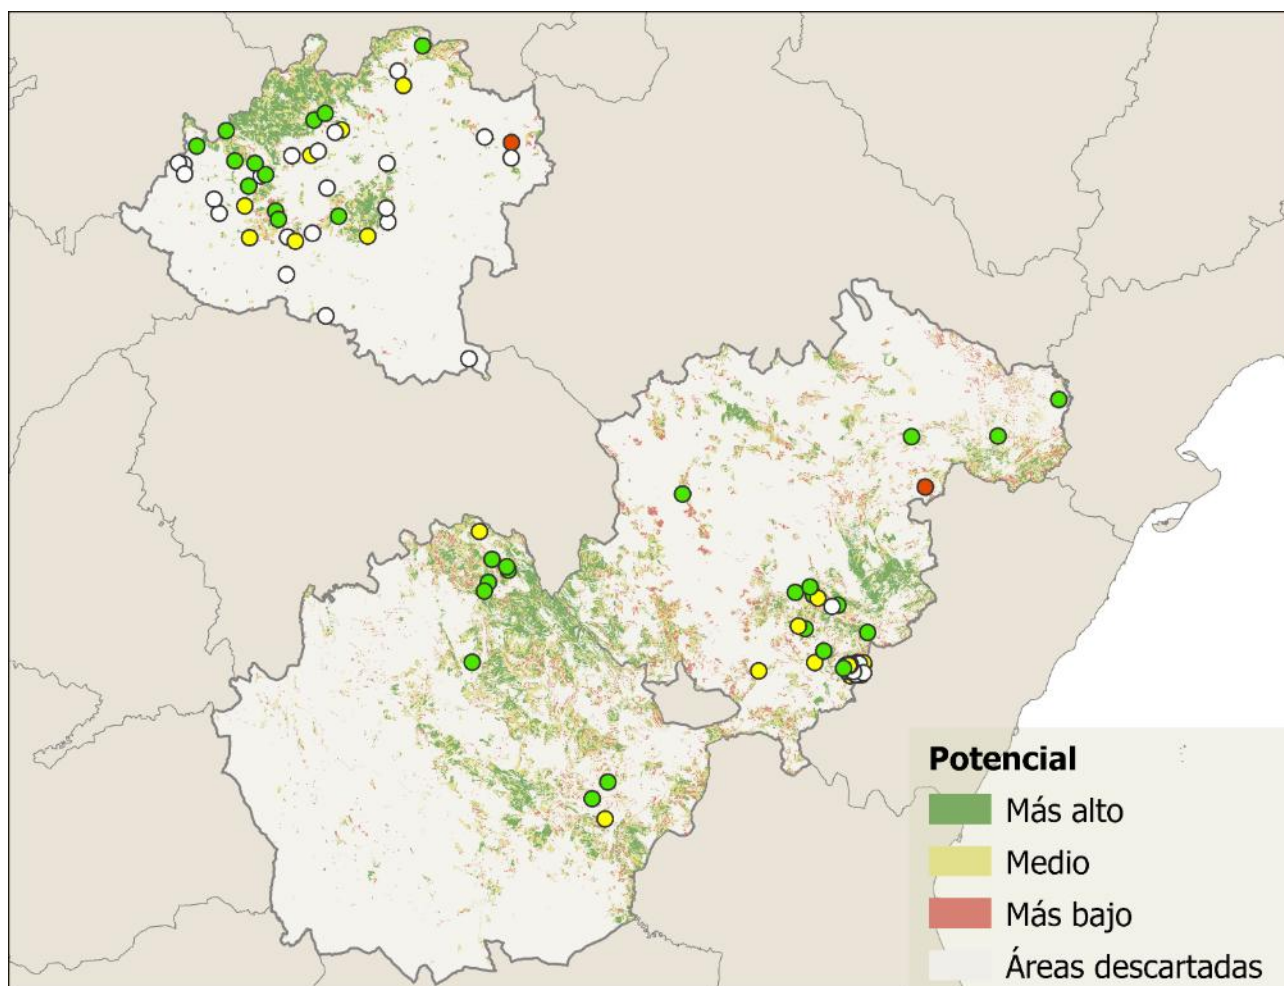 Potencial
Más alto
Medio
Más bajo
Áreas descartadas